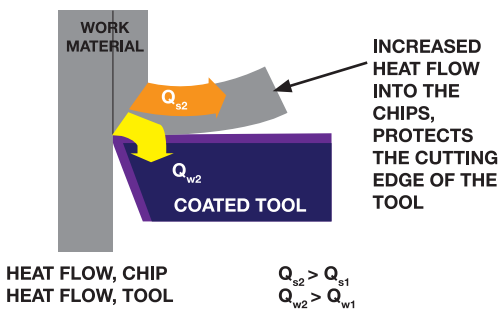 WORK
MATERIAL
Qs2
Qw2
COATED TOOL
INCREASED
HEAT FLOW
INTO THE
CHIPS,
PROTECTS
THE CUTTING
EDGE OF THE
TOOL
HEAT FLOW, CHIP Qs2 > Qs1
HEAT FLOW, TOOL Qw2 > Qw1